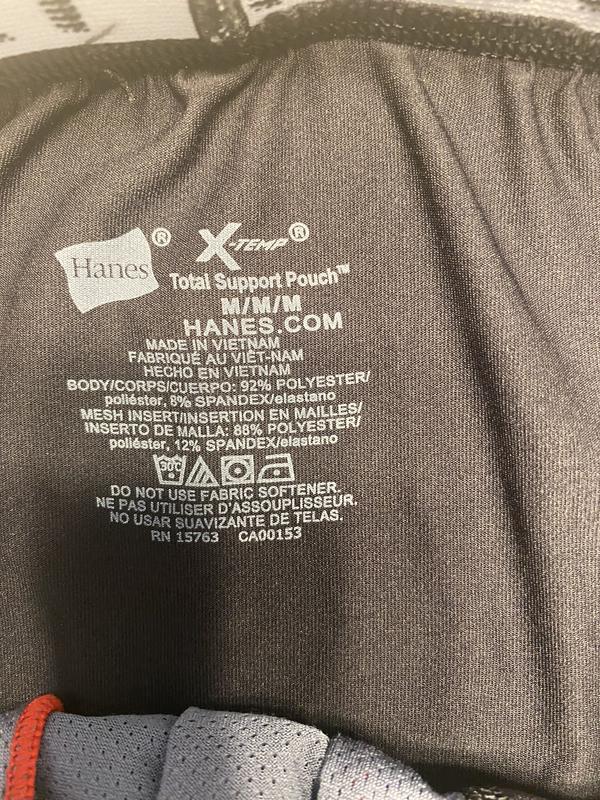 Hanes® X-TEMP®
Total Support Pouch™
M/M/M
HANES.COM
MADE IN VIETNAM
FABRIQUÉ AU VIÊT-NAM
HECHO EN VIETNAM
BODY/CORPS/CUERPO: 92% POLYESTER/
poliéster, 8% SPANDEX/elastano
MESH INSERT/INSERTION EN MAILLES/
INSERTO DE MALLA: 88% POLYESTER/
poliéster, 12% SPANDEX/elastano
30C
DO NOT USE FABRIC SOFTENER.
NE PAS UTILISER D'ASSOUPLISSEUR.
NO USAR SUAVIZANTE DE TELAS.
RN 15763 CA00153